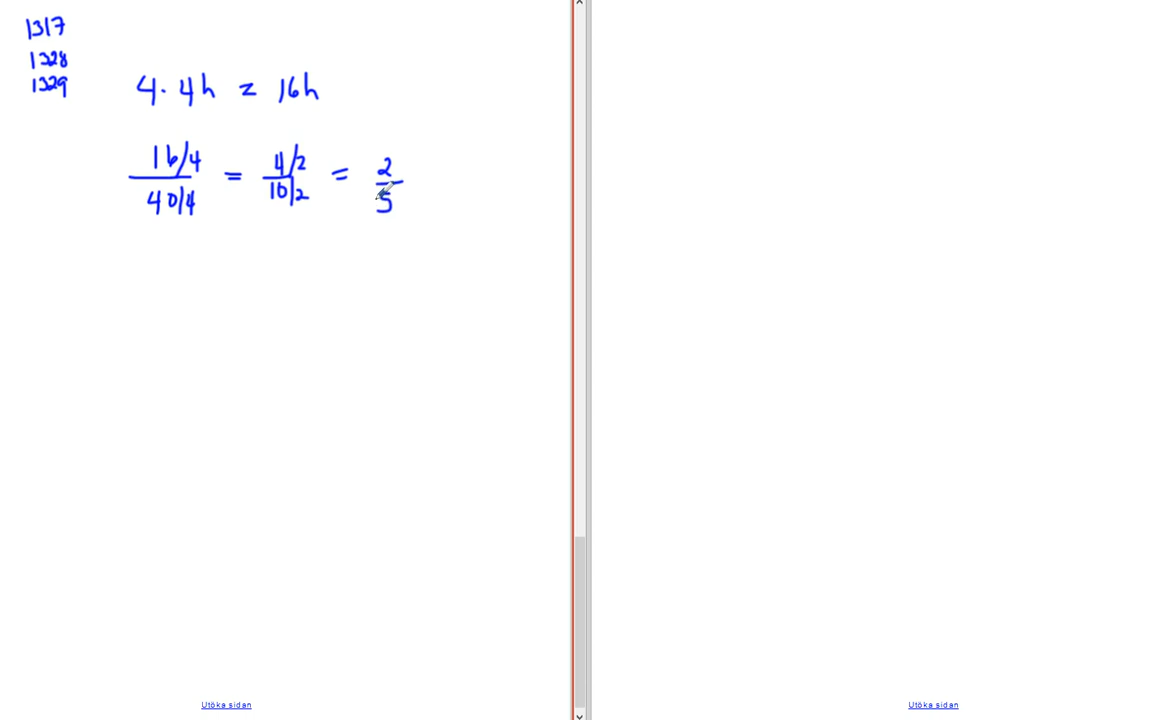 1317
1328
1329
4 · 4h = 16h
16/4 = 4/2 = 2
40/4 10/2 5
Utöka sidan
Utöka sidan